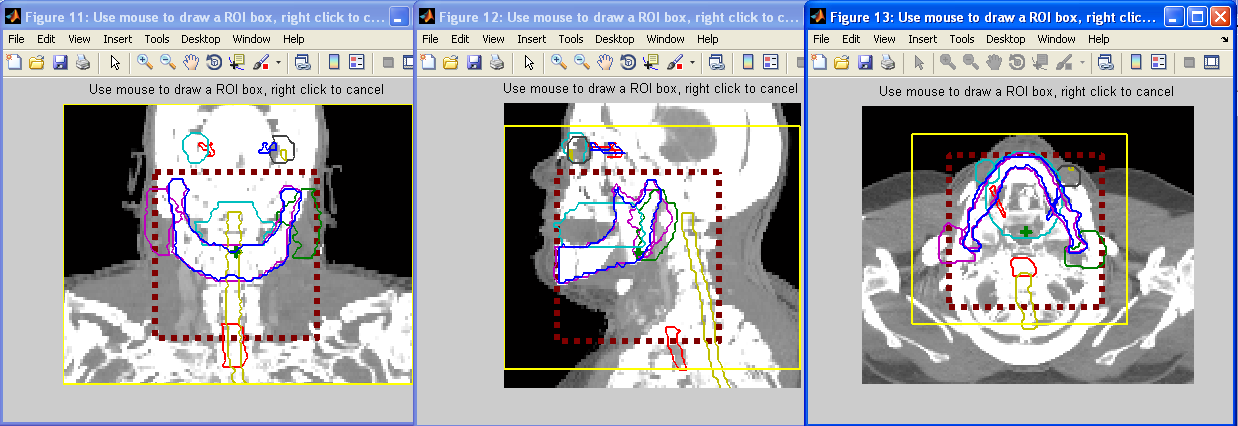 Figure 11: Use mouse to draw a ROI box, right click to c...
File Edit View Insert Tools Desktop Window Help
Use mouse to draw a ROI box, right click to cancel
Figure 12: Use mouse to draw a ROI box, right click to c...
File Edit View Insert Tools Desktop Window Help
Use mouse to draw a ROI box, right click to cancel
Figure 13: Use mouse to draw a ROI box, right clic...
File Edit View Insert Tools Desktop Window Help
Use mouse to draw a ROI box, right click to cancel